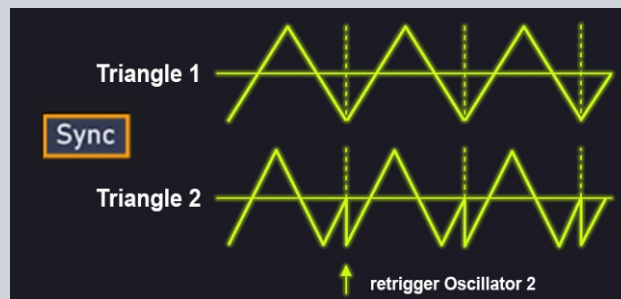 Triangle 1
Sync
Triangle 2
retrigger Oscillator 2